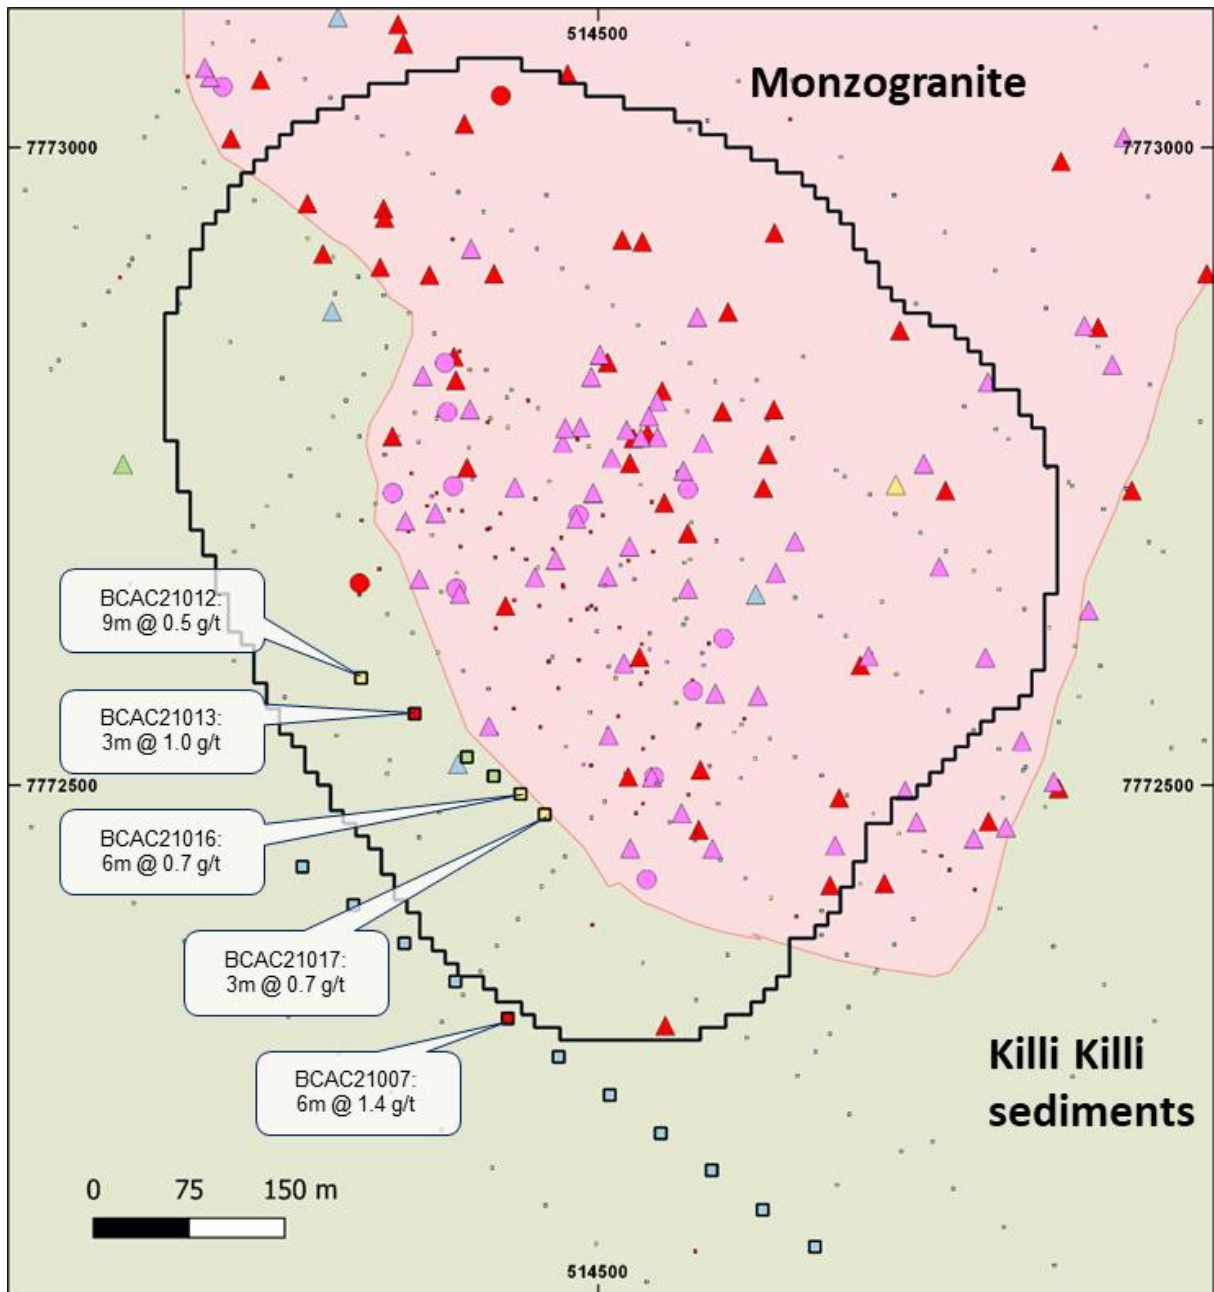 514500
Monzogranite
7773000
7773000
BCAC21012:
9m @ 0.5 g/t
BCAC21013:
3m @ 1.0 g/t
7772500
7772500
BCAC21016:
6m @ 0.7 g/t
BCAC21017:
3m @ 0.7 g/t
Killi Killi
sediments
BCAC21007:
6m @ 1.4 g/t
0 75 150 m
514500